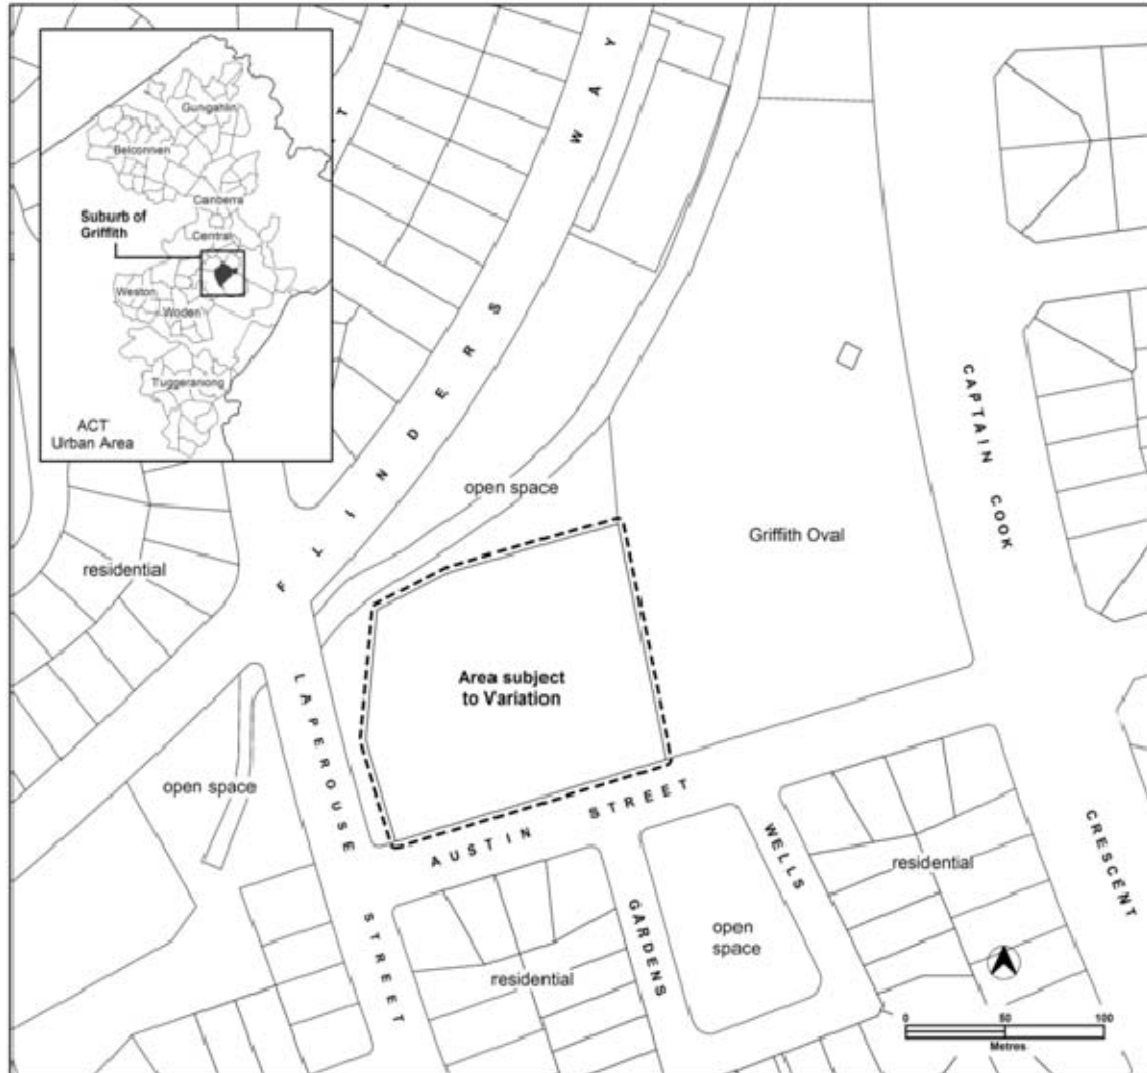 Gungahlin
Belconnen
Canberra
Central
Suburb of
Griffith
Weston
Woden
Tuggeranong
ACT
Urban Area
FLINDERS WAY
open space
residential
Griffith Oval
CAPTAIN COOK
CRESCENT
Area subject
to Variation
LAPEROUSE
STREET
open space
AUSTIN STREET
WELLS
GARDENS
residential
open
space
residential
0 50 100
Metres